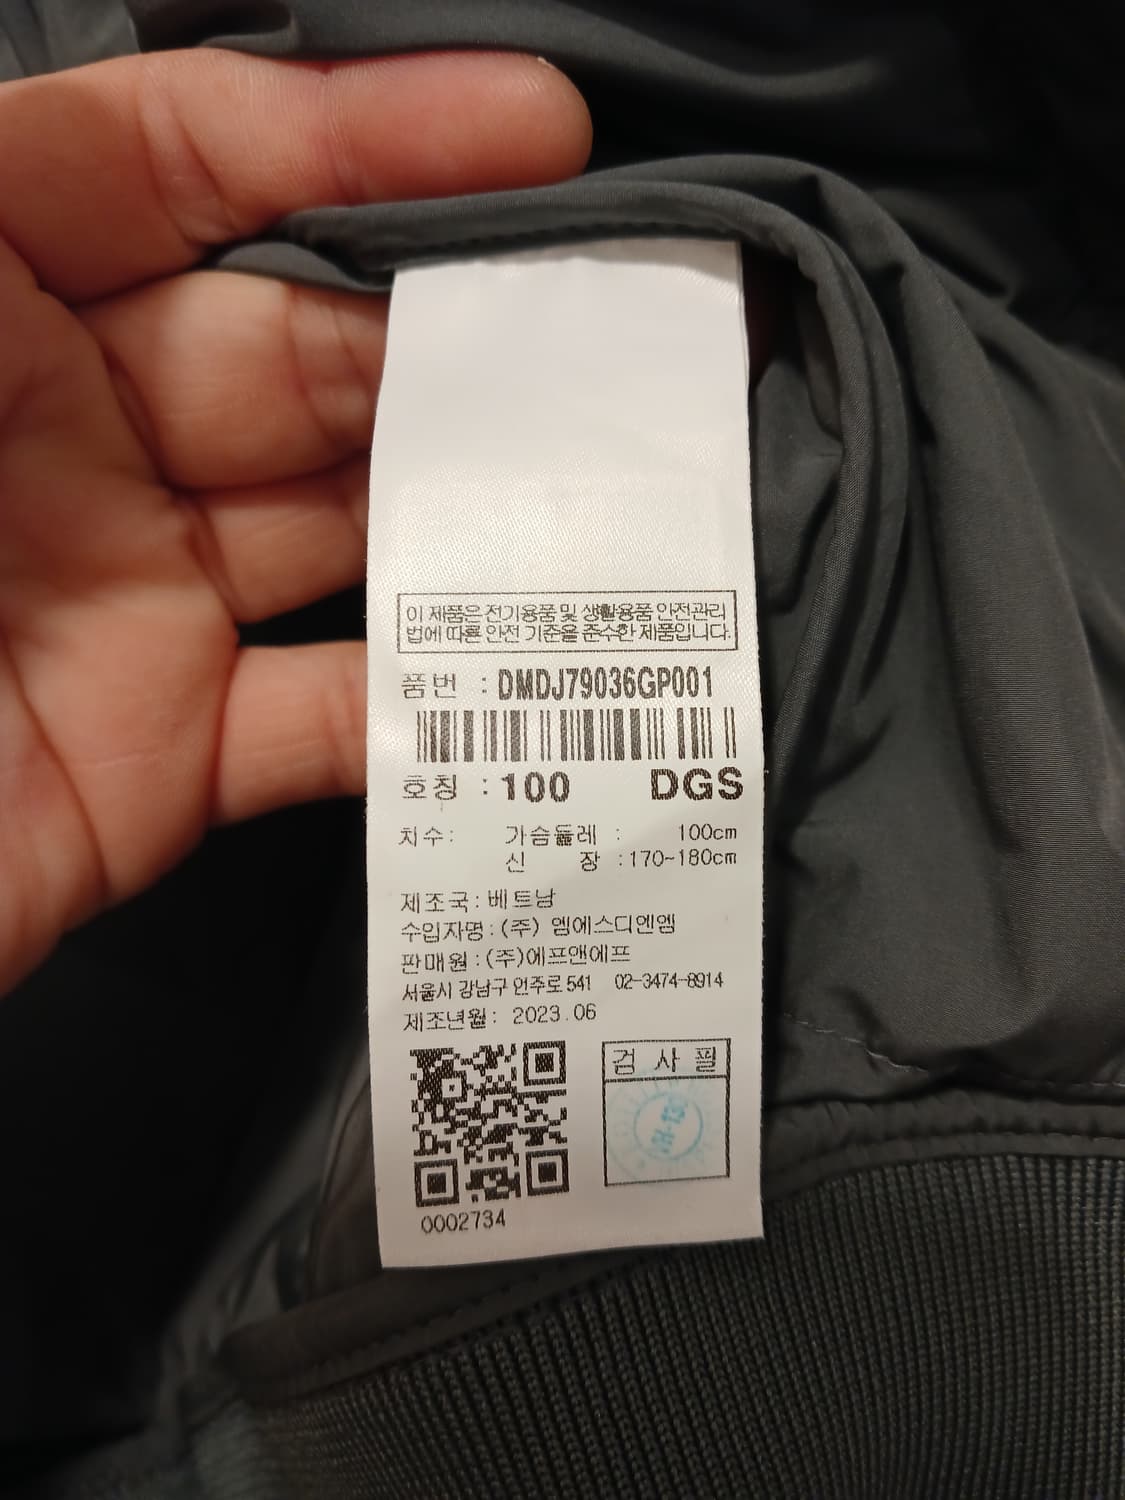 이 제품은 전기용품 및 생활용품 안전관리
법에 따른 안전 기준을 준수한 제품입니다.
품번 : DMDJ79036GP001
호칭 : 100 DGS
치수: 가슴둘레 : 100cm
신 장 : 170~180cm
제조국: 베트남
수입자명 : (주) 엠에스디엔엠
판매원 : (주)에프앤에프
서울시 강남구 언주로 541 02-3474-8914
제조년월: 2023.06
검 사 필
0002734